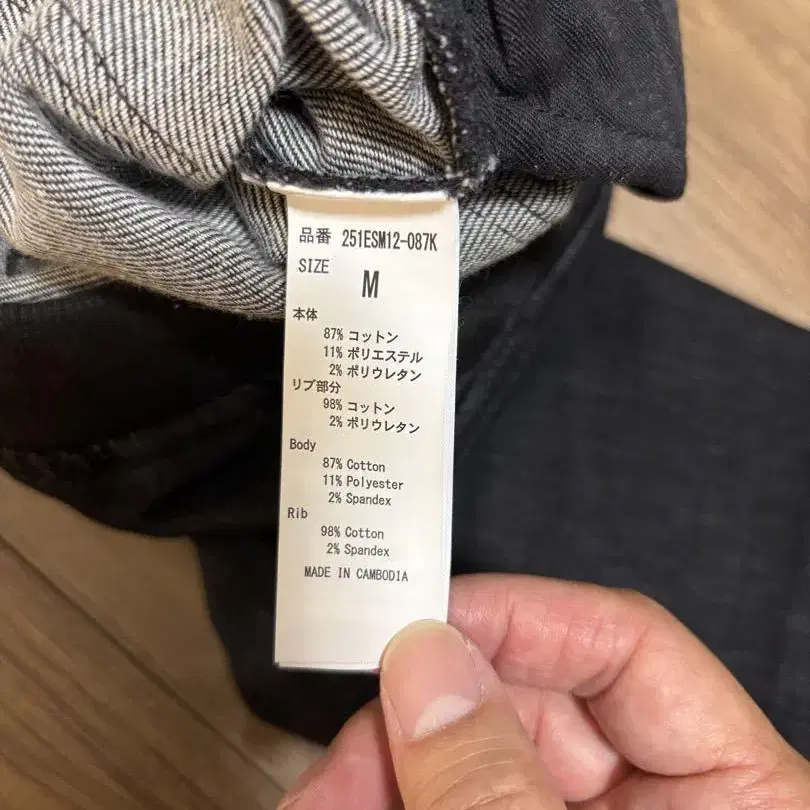 品番 251ESM12-087K
SIZE M
本体
87% コットン
11% ポリエステル
2% ポリウレタン
リブ部分
98% コットン
2% ポリウレタン
Body
87% Cotton
11% Polyester
2% Spandex
Rib
98% Cotton
2% Spandex
MADE IN CAMBODIA